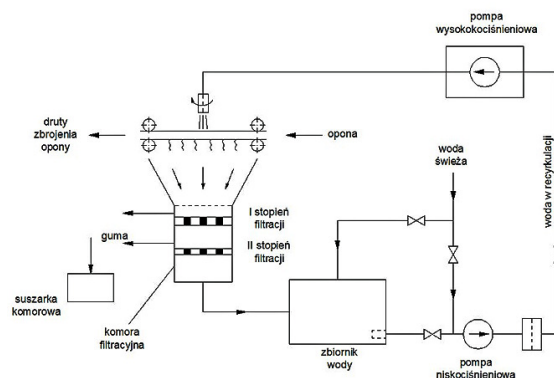 pompa
wysokokociśnieniowa
druty
zbrojenia
opony
opona
woda
świeża
woda w recyrkulacji
I stopień
filtracji
guma
II stopień
filtracji
suszarka
komorowa
komora
filtracyjna
zbiornik
wody
pompa
niskociśnieniowa